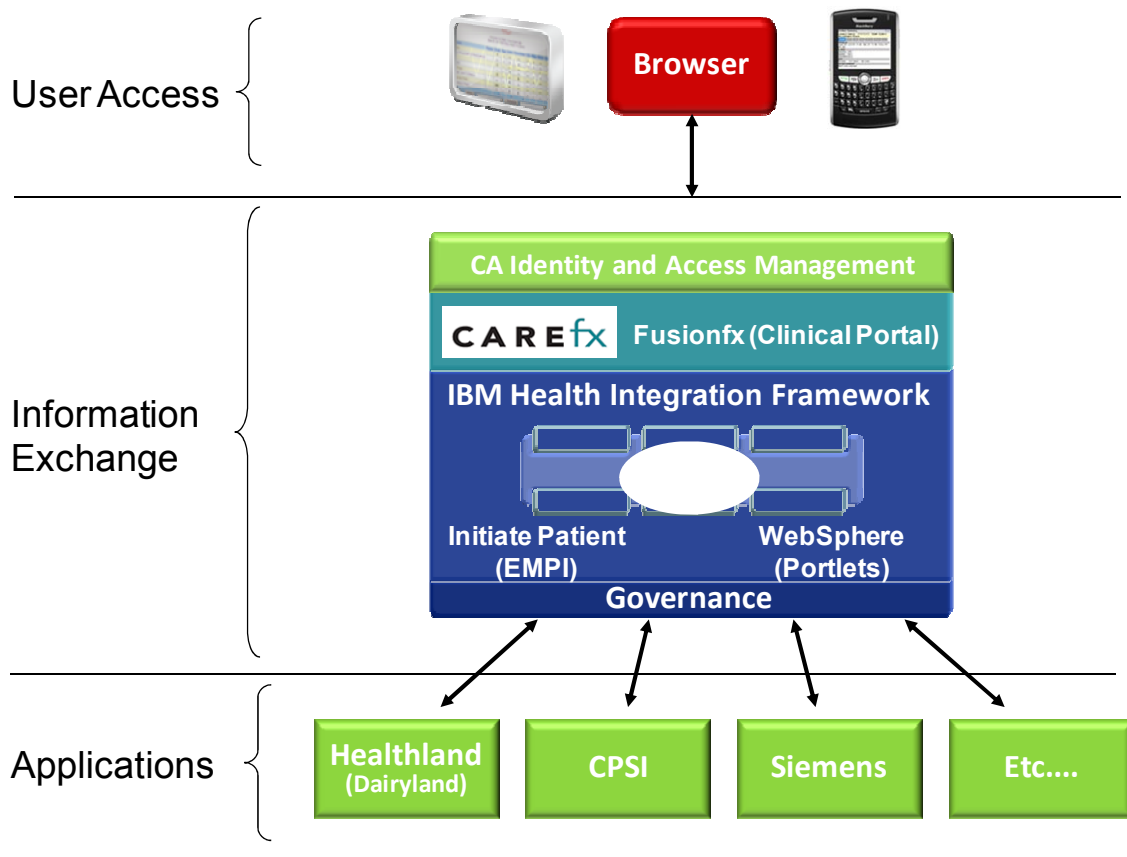 User Access
Browser
CA Identity and Access Management
CAREfx
Fusionfx (Clinical Portal)
Information
Exchange
IBM Health Integration Framework
Initiate Patient
(EMPI)
WebSphere
(Portlets)
Governance
Applications
Healthland
(Dairyland)
CPSI
Siemens
Etc....